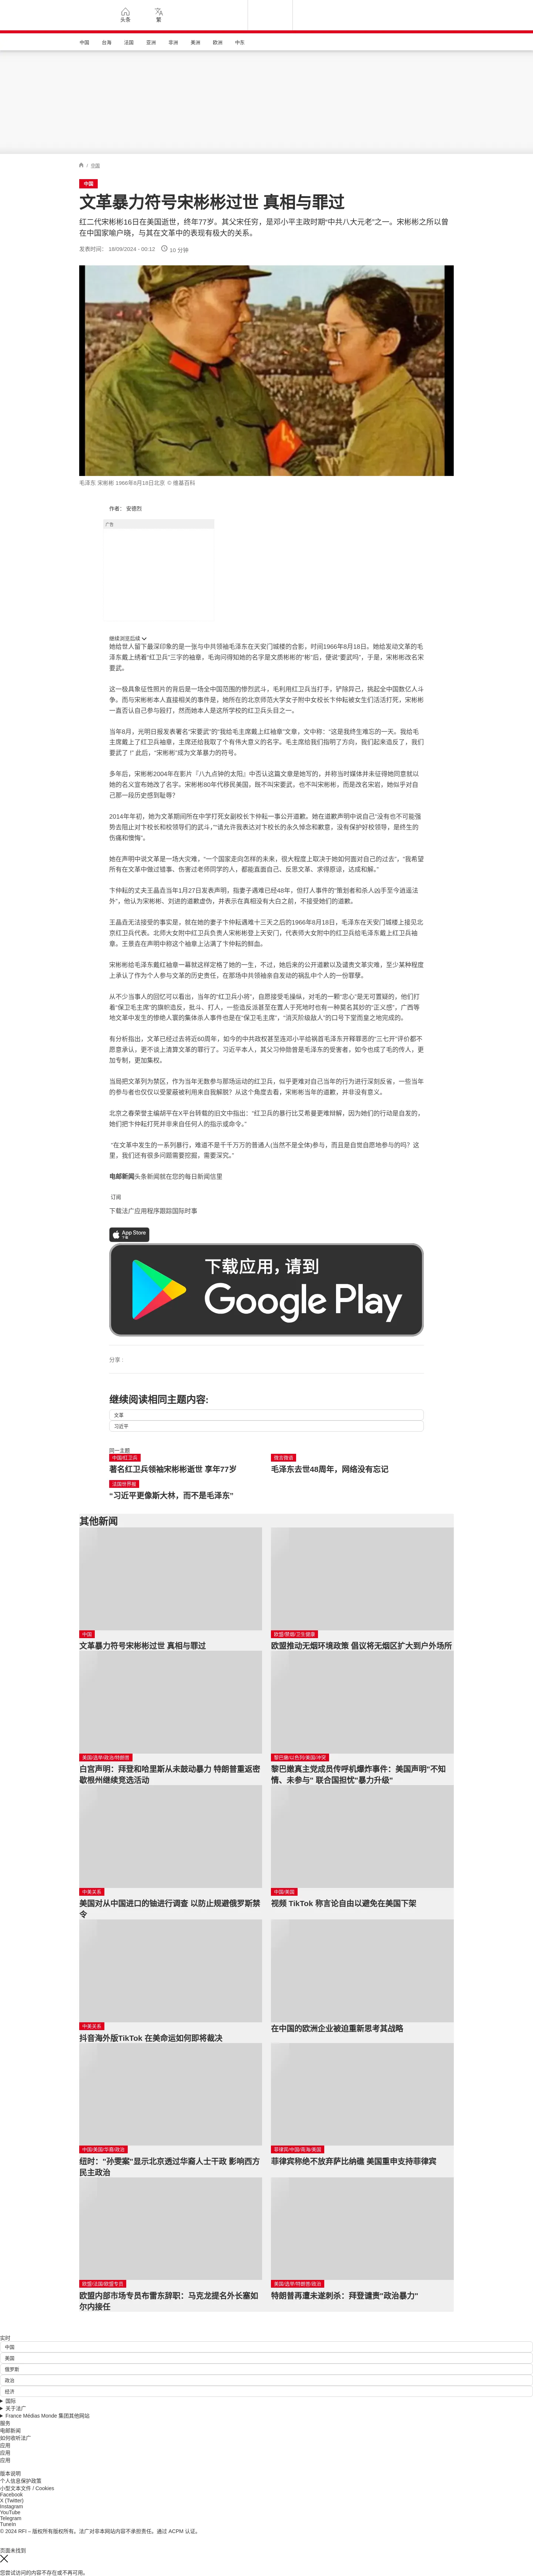 头条
繁
中国
台海
法国
亚洲
非洲
美洲
欧洲
中东
/ 中国
中国
文革暴力符号宋彬彬过世 真相与罪过
红二代宋彬彬16日在美国逝世，终年77岁。其父宋任穷，是邓小平主政时期“中共八大元老”之一。宋彬彬之所以曾
在中国家喻户晓，与其在文革中的表现有极大的关系。
发表时间： 18/09/2024 - 00:12
10 分钟
毛泽东 宋彬彬 1966年8月18日北京 © 维基百科
作者： 安德烈
广告
继续浏览后续
她给世人留下最深印象的是一张与中共领袖毛泽东在天安门城楼的合影，时间1966年8月18日。她给发动文革的毛
泽东戴上绣着“红卫兵”三字的袖章，毛询问得知她的名字是文质彬彬的“彬”后，便说“要武吗”，于是，宋彬彬改名宋
要武。
这一极具象征性照片的背后是一场全中国范围的惨烈武斗，毛利用红卫兵当打手，铲除异己，挑起全中国数亿人斗
争。而与宋彬彬本人直接相关的事件是，她所在的北京师范大学女子附中女校长卞仲耘被女生们活活打死，宋彬彬
一直否认自己参与殴打，然而她本人是这所学校的红卫兵头目之一。
当年8月，光明日报发表署名“宋要武”的“我给毛主席戴上红袖章”文章，文中称：“这是我终生难忘的一天。我给毛
主席戴上了红卫兵袖章，主席还给我取了个有伟大意义的名字。毛主席给我们指明了方向，我们起来造反了，我们
要武了 !” 此后，“宋彬彬”成为文革暴力的符号。
多年后，宋彬彬2004年在影片『八九点钟的太阳』中否认这篇文章是她写的，并称当时媒体并未征得她同意就以
她的名义宣布她改了名字。宋彬彬80年代移民美国，既不叫宋要武，也不叫宋彬彬，而是改名宋岩，她似乎对自
己那一段历史感到耻辱?
2014年年初，她为文革期间所在中学打死女副校长卞仲耘一事公开道歉。她在道歉声明中说自己“没有也不可能强
势去阻止对卞校长和校领导们的武斗,”“请允许我表达对卞校长的永久悼念和歉意，没有保护好校领导，是终生的
伤痛和懊悔”。
她在声明中说文革是一场大灾难，“一个国家走向怎样的未来，很大程度上取决于她如何面对自己的过去”，“我希望
所有在文革中做过错事、伤害过老师同学的人，都能直面自己、反思文革、求得原谅，达成和解。”
卞仲耘的丈夫王晶垚当年1月27日发表声明，指妻子遇难已经48年，但打人事件的“策划者和杀人凶手至今逍遥法
外”，他认为宋彬彬、刘进的道歉虚伪，并表示在真相没有大白之前，不接受她们的道歉。
王晶垚无法接受的事实是，就在她的妻子卞仲耘遇难十三天之后的1966年8月18日，毛泽东在天安门城楼上接见北
京红卫兵代表。北师大女附中红卫兵负责人宋彬彬登上天安门，代表师大女附中的红卫兵给毛泽东戴上红卫兵袖
章。王景垚在声明中称这个袖章上沾满了卞仲耘的鲜血。
宋彬彬给毛泽东戴红袖章一幕就这样定格了她的一生，不过，她后来的公开道歉以及谴责文革灾难，至少某种程度
上承认了作为个人参与文革的历史责任，在那场中共领袖亲自发动的祸乱中个人的一份罪孽。
从不少当事人的回忆可以看出，当年的“红卫兵小将”，自愿接受毛操纵，对毛的一颗“忠心”是无可置疑的，他们打
着“保卫毛主席”的旗帜造反，批斗、打人，一些造反派甚至在置人于死地时也有一种莫名其妙的“正义感”，广西等
地文革中发生的惨绝人寰的集体杀人事件也是在“保卫毛主席”，“消灭阶级敌人”的口号下堂而皇之地完成的。
有分析指出，文革已经过去将近60周年，如今的中共政权甚至连邓小平给祸首毛泽东开释罪恶的“三七开”评价都不
愿意承认，更不谈上清算文革的罪行了。习近平本人，其父习仲勋曾是毛泽东的受害者，如今也成了毛的传人，更
加专制，更加集权。
当局把文革列为禁区，作为当年无数参与那场运动的红卫兵，似乎更难对自己当年的行为进行深刻反省，一些当年
的参与者也仅仅以受蒙蔽被利用来自我解脱? 从这个角度去看，宋彬彬当年的道歉，并非没有意义。
北京之春荣誉主编胡平在X平台转载的旧文中指出: “红卫兵的暴行比艾希曼更难辩解，因为她们的行动是自发的，
她们把卞仲耘打死并非来自任何人的指示或命令。”
“在文革中发生的一系列暴行，难道不是千千万万的普通人(当然不是全体)参与，而且是自觉自愿地参与的吗？这
里，我们还有很多问题需要挖掘，需要深究。”
电邮新闻头条新闻就在您的每日新闻信里
订阅
下载法广应用程序跟踪国际时事
App Store
下载应用，请到
Google Play
分享 :
继续阅读相同主题内容:
文革
习近平
同一主题
中国/红卫兵
著名红卫兵领袖宋彬彬逝世 享年77岁
微言微语
毛泽东去世48周年，网络没有忘记
法国世界报
“习近平更像斯大林，而不是毛泽东”
其他新闻
中国
文革暴力符号宋彬彬过世 真相与罪过
欧盟/禁烟/卫生健康
欧盟推动无烟环境政策 倡议将无烟区扩大到户外场所
美国/选举/政治/特朗普
白宫声明：拜登和哈里斯从未鼓动暴力 特朗普重返密
歇根州继续竞选活动
黎巴嫩/以色列/美国/冲突
黎巴嫩真主党成员传呼机爆炸事件：美国声明“不知
情、未参与” 联合国担忧“暴力升级”
中美关系
美国对从中国进口的铀进行调查 以防止规避俄罗斯禁
令
中国/美国
视频 TikTok 称言论自由以避免在美国下架
中美关系
抖音海外版TikTok 在美命运如何即将裁决
在中国的欧洲企业被迫重新思考其战略
中国/美国/华裔/政治
纽时："孙雯案"显示北京透过华裔人士干政 影响西方
民主政治
菲律宾/中国/南海/美国
菲律宾称绝不放弃萨比纳礁 美国重申支持菲律宾
欧盟/法国/欧盟专员
欧盟内部市场专员布雷东辞职：马克龙提名外长塞如
尔内接任
美国/选举/特朗普/政治
特朗普再遭未遂刺杀：拜登谴责"政治暴力"
实时
中国
美国
俄罗斯
政治
经济
国际
关于法广
France Médias Monde 集团其他网站
服务
电邮新闻
如何收听法广
应用
应用
应用
版本说明
个人信息保护政策
小型文本文件 / Cookies
Facebook
X (Twitter)
Instagram
YouTube
Telegram
TuneIn
© 2024 RFI – 版权所有版权所有。法广对非本网站内容不承担责任。通过 ACPM 认证。
页面未找到
您尝试访问的内容不存在或不再可用。